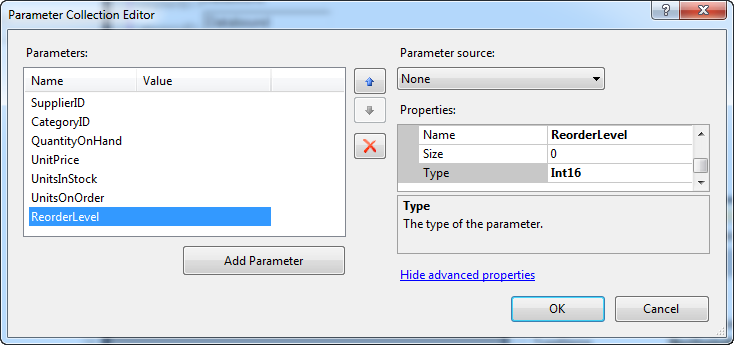 Parameter Collection Editor
Parameters:
Name Value
SupplierID
CategoryID
QuantityOnHand
UnitPrice
UnitsInStock
UnitsOnOrder
ReorderLevel
Add Parameter
Parameter source:
None
Properties:
Name ReorderLevel
Size 0
Type Int16
Type
The type of the parameter.
Hide advanced properties
OK Cancel